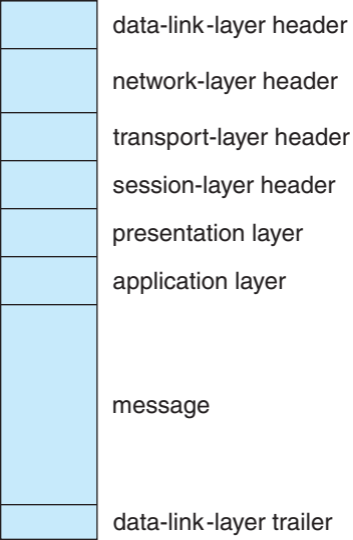 data-link-layer header
network-layer header
transport-layer header
session-layer header
presentation layer
application layer
message
data-link-layer trailer